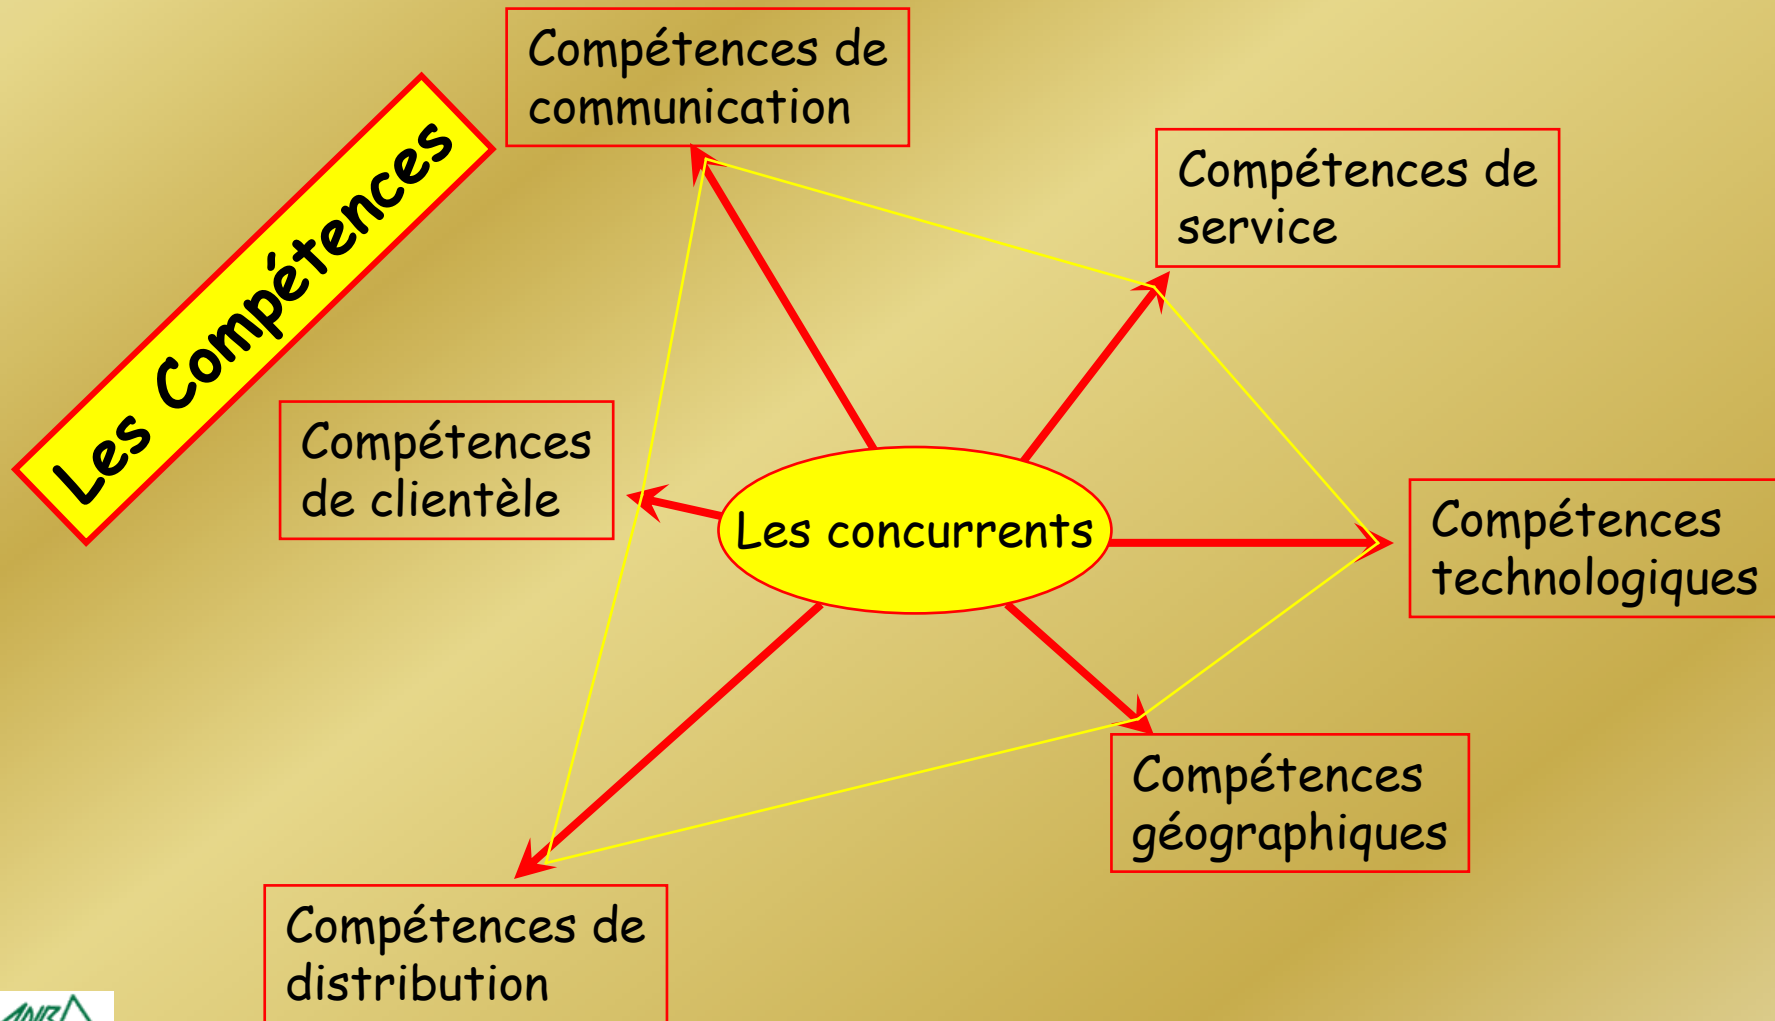 Les Compétences
Compétences de
communication
Compétences de
service
Compétences
de clientèle
Les concurrents
Compétences
technologiques
Compétences
géographiques
Compétences de
distribution